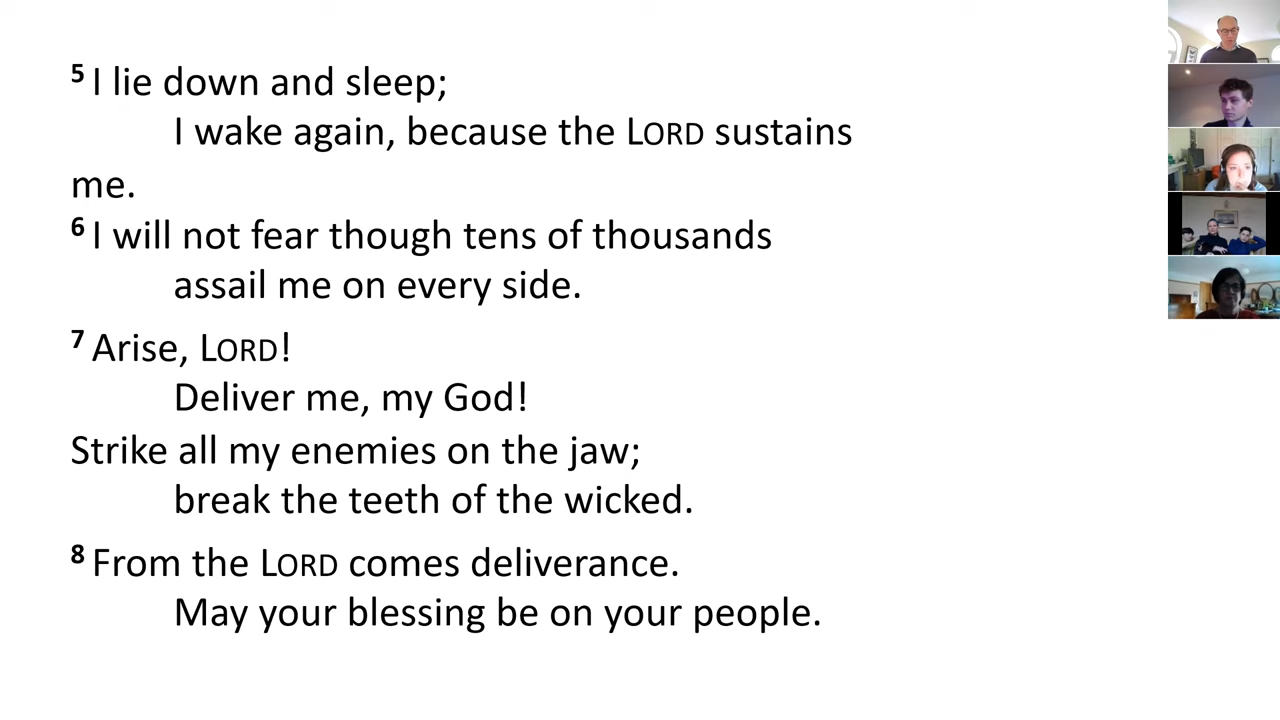 5 I lie down and sleep;
I wake again, because the LORD sustains
me.
6 I will not fear though tens of thousands
assail me on every side.
7 Arise, LORD!
Deliver me, my God!
Strike all my enemies on the jaw;
break the teeth of the wicked.
8 From the LORD comes deliverance.
May your blessing be on your people.